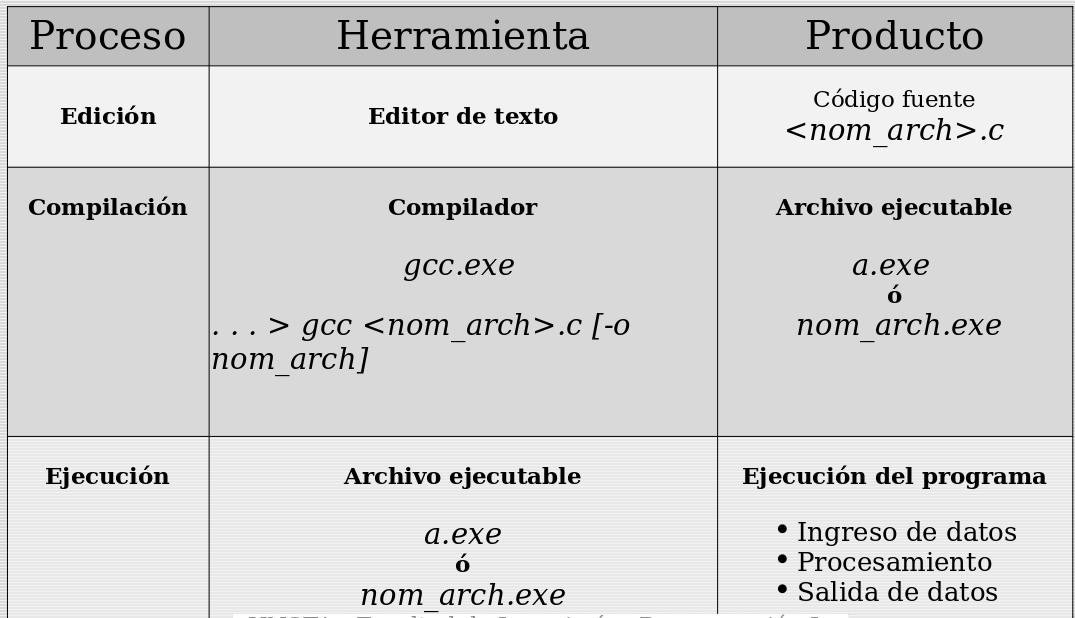 Proceso Herramienta Producto
Edición Editor de texto Código fuente
<nom_arch>.c
Compilación Compilador Archivo ejecutable
gcc.exe a.exe
ó
. . . > gcc <nom_arch>.c [-o nom_arch.exe
nom_arch]
Ejecución Archivo ejecutable Ejecución del programa
a.exe • Ingreso de datos
ó • Procesamiento
nom_arch.exe • Salida de datos